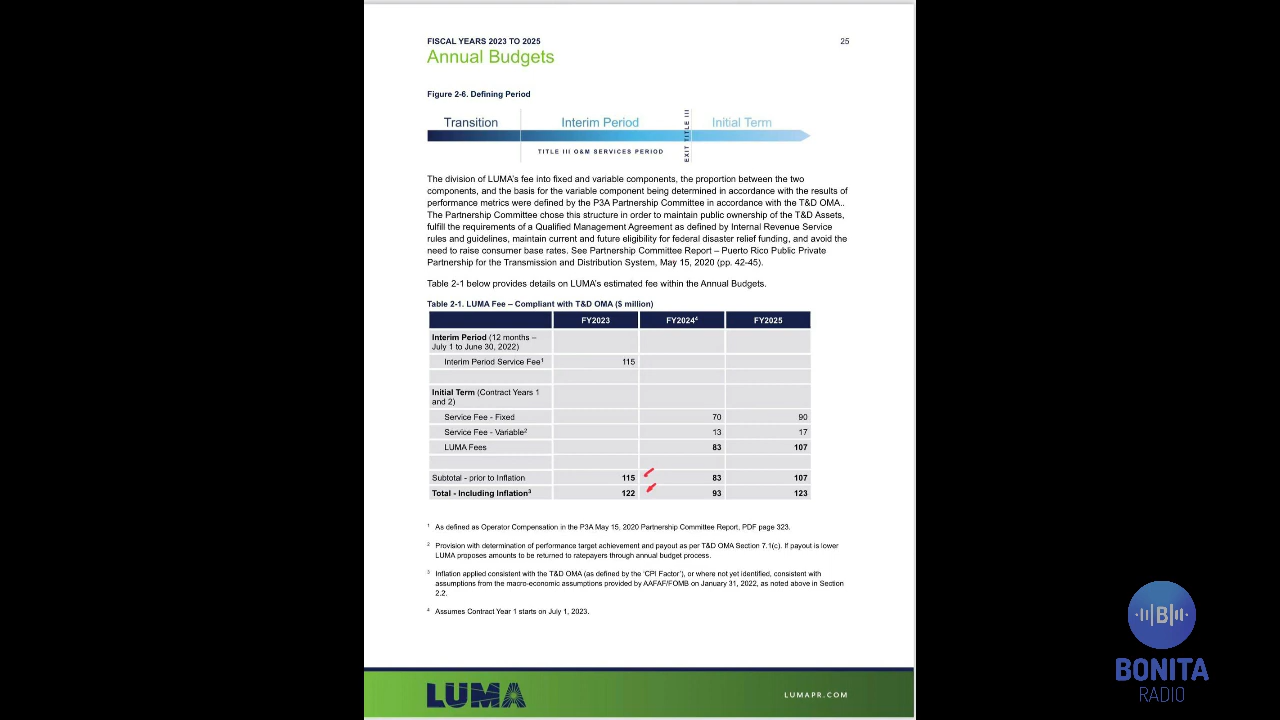 FISCAL YEARS 2023 TO 2025
25
Annual Budgets
Figure 2-6. Defining Period
Transition
Interim Period
EXIT TITLE III
Initial Term
TITLE III O&M SERVICES PERIOD
The division of LUMA's fee into fixed and variable components, the proportion between the two
components, and the basis for the variable component being determined in accordance with the results of
performance metrics were defined by the P3A Partnership Committee in accordance with the T&D OMA..
The Partnership Committee chose this structure in order to maintain public ownership of the T&D Assets,
fulfill the requirements of a Qualified Management Agreement as defined by Internal Revenue Service
rules and guidelines, maintain current and future eligibility for federal disaster relief funding, and avoid the
need to raise consumer base rates. See Partnership Committee Report – Puerto Rico Public Private
Partnership for the Transmission and Distribution System, May 15, 2020 (pp. 42-45).
Table 2-1 below provides details on LUMA's estimated fee within the Annual Budgets.
Table 2-1. LUMA Fee – Compliant with T&D OMA ($ million)
FY2023 FY2024⁴ FY2025
Interim Period (12 months –
July 1 to June 30, 2022)
Interim Period Service Fee¹ 115
Initial Term (Contract Years 1
and 2)
Service Fee - Fixed 70 90
Service Fee - Variable² 13 17
LUMA Fees 83 107
Subtotal - prior to Inflation 115 83 107
Total - Including Inflation³ 122 93 123
¹ As defined as Operator Compensation in the P3A May 15, 2020 Partnership Committee Report, PDF page 323.
² Provision with determination of performance target achievement and payout as per T&D OMA Section 7.1(c). If payout is lower
LUMA proposes amounts to be returned to ratepayers through annual budget process.
³ Inflation applied consistent with the T&D OMA (as defined by the 'CPI Factor'), or where not yet identified, consistent with
assumptions from the macro-economic assumptions provided by AAFAF/FOMB on January 31, 2022, as noted above in Section
2.2.
⁴ Assumes Contract Year 1 starts on July 1, 2023.
LUMA
LUMAPR.COM
B
BONITA
RADIO